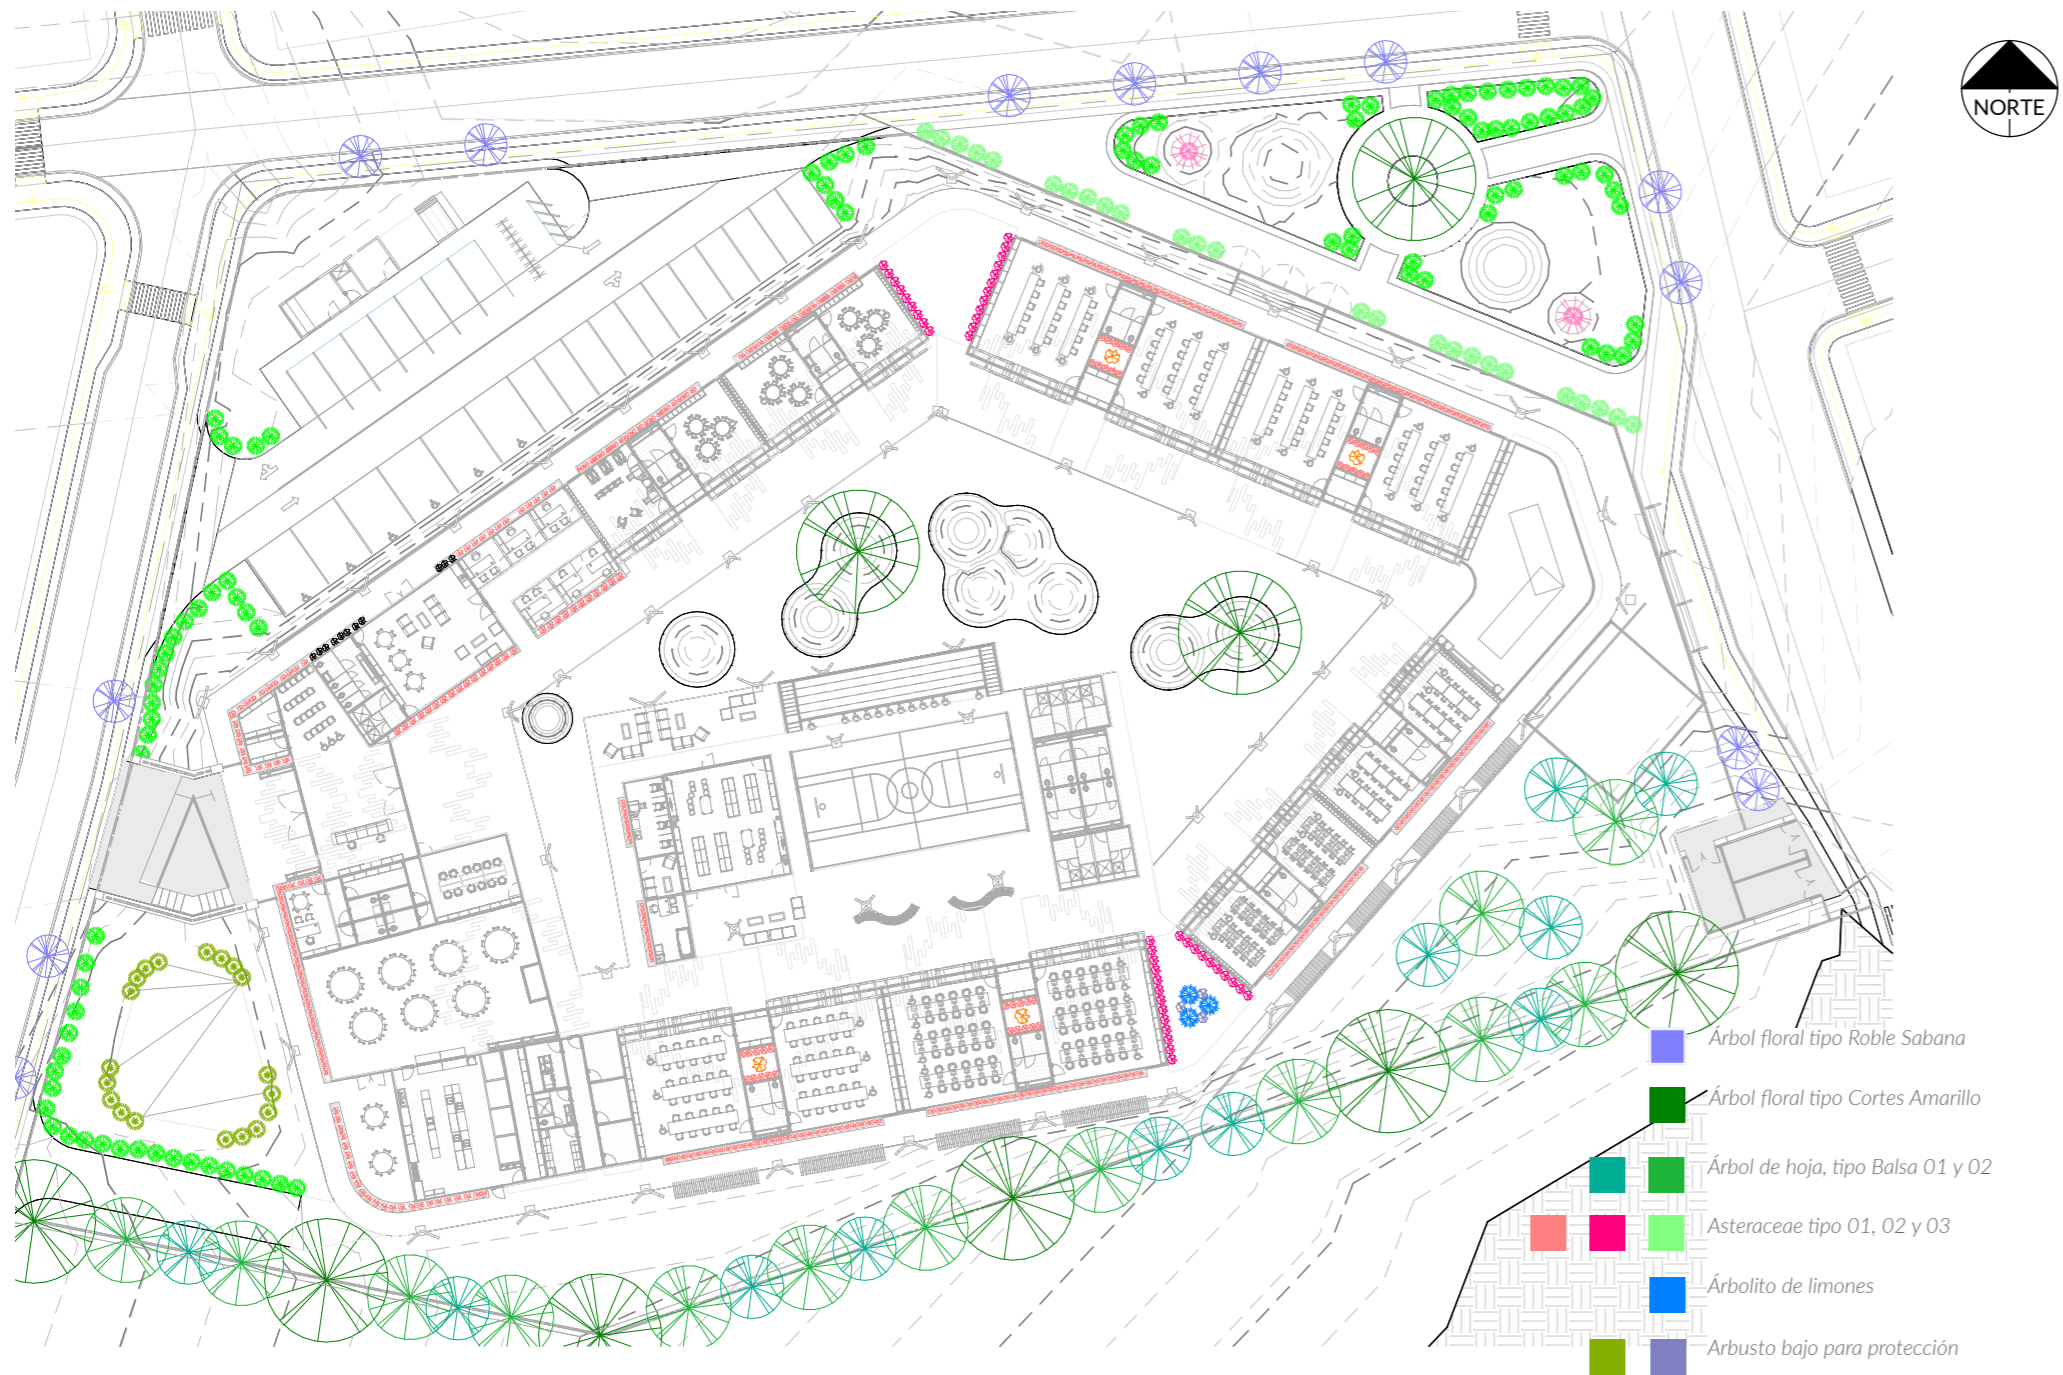 NORTE
Árbol floral tipo Roble Sabana
Árbol floral tipo Cortes Amarillo
Árbol de hoja, tipo Balsa 01 y 02
Asteraceae tipo 01, 02 y 03
Árbolito de limones
Arbusto bajo para protección